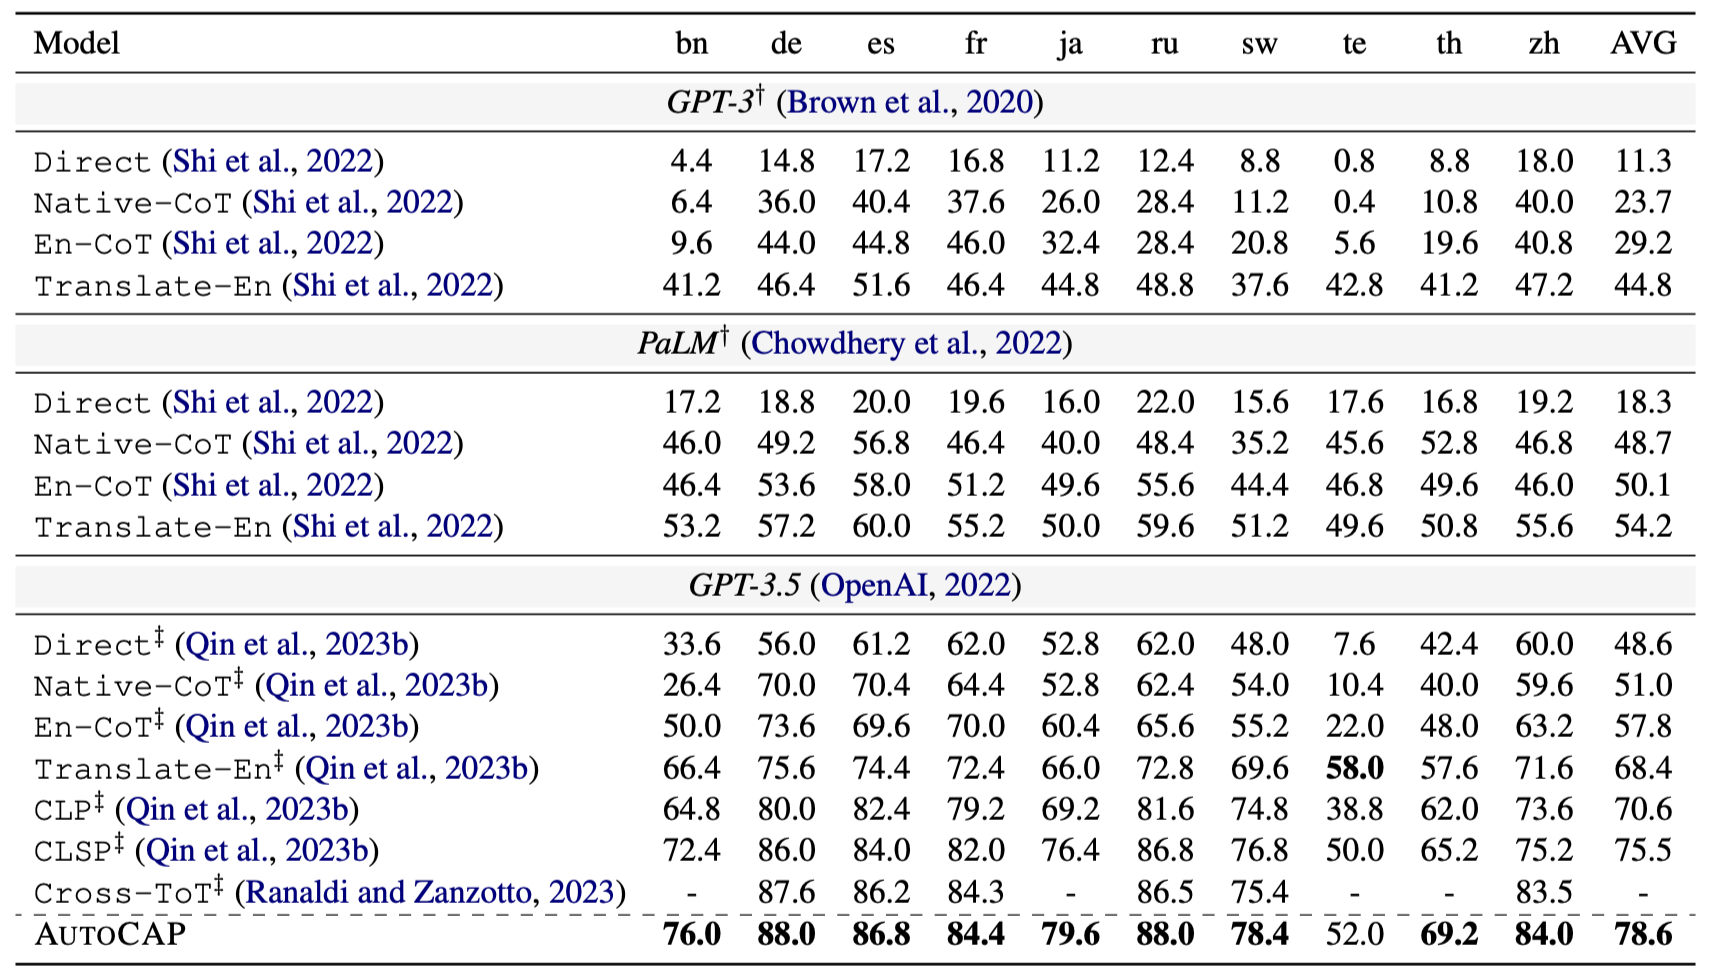 Model bn de es fr ja ru sw te th zh AVG
GPT-3† (Brown et al., 2020)
Direct (Shi et al., 2022) 4.4 14.8 17.2 16.8 11.2 12.4 8.8 0.8 8.8 18.0 11.3
Native-CoT (Shi et al., 2022) 6.4 36.0 40.4 37.6 26.0 28.4 11.2 0.4 10.8 40.0 23.7
En-CoT (Shi et al., 2022) 9.6 44.0 44.8 46.0 32.4 28.4 20.8 5.6 19.6 40.8 29.2
Translate-En (Shi et al., 2022) 41.2 46.4 51.6 46.4 44.8 48.8 37.6 42.8 41.2 47.2 44.8
PaLM† (Chowdhery et al., 2022)
Direct (Shi et al., 2022) 17.2 18.8 20.0 19.6 16.0 22.0 15.6 17.6 16.8 19.2 18.3
Native-CoT (Shi et al., 2022) 46.0 49.2 56.8 46.4 40.0 48.4 35.2 45.6 52.8 46.8 48.7
En-CoT (Shi et al., 2022) 46.4 53.6 58.0 51.2 49.6 55.6 44.4 46.8 49.6 46.0 50.1
Translate-En (Shi et al., 2022) 53.2 57.2 60.0 55.2 50.0 59.6 51.2 49.6 50.8 55.6 54.2
GPT-3.5 (OpenAI, 2022)
Direct‡ (Qin et al., 2023b) 33.6 56.0 61.2 62.0 52.8 62.0 48.0 7.6 42.4 60.0 48.6
Native-CoT‡ (Qin et al., 2023b) 26.4 70.0 70.4 64.4 52.8 62.4 54.0 10.4 40.0 59.6 51.0
En-CoT‡ (Qin et al., 2023b) 50.0 73.6 69.6 70.0 60.4 65.6 55.2 22.0 48.0 63.2 57.8
Translate-En‡ (Qin et al., 2023b) 66.4 75.6 74.4 72.4 66.0 72.8 69.6 58.0 57.6 71.6 68.4
CLP‡ (Qin et al., 2023b) 64.8 80.0 82.4 79.2 69.2 81.6 74.8 38.8 62.0 73.6 70.6
CLSP‡ (Qin et al., 2023b) 72.4 86.0 84.0 82.0 76.4 86.8 76.8 50.0 65.2 75.2 75.5
Cross-ToT‡ (Ranaldi and Zanzotto, 2023) - 87.6 86.2 84.3 - 86.5 75.4 - - 83.5 -
AUTOCAP 76.0 88.0 86.8 84.4 79.6 88.0 78.4 52.0 69.2 84.0 78.6